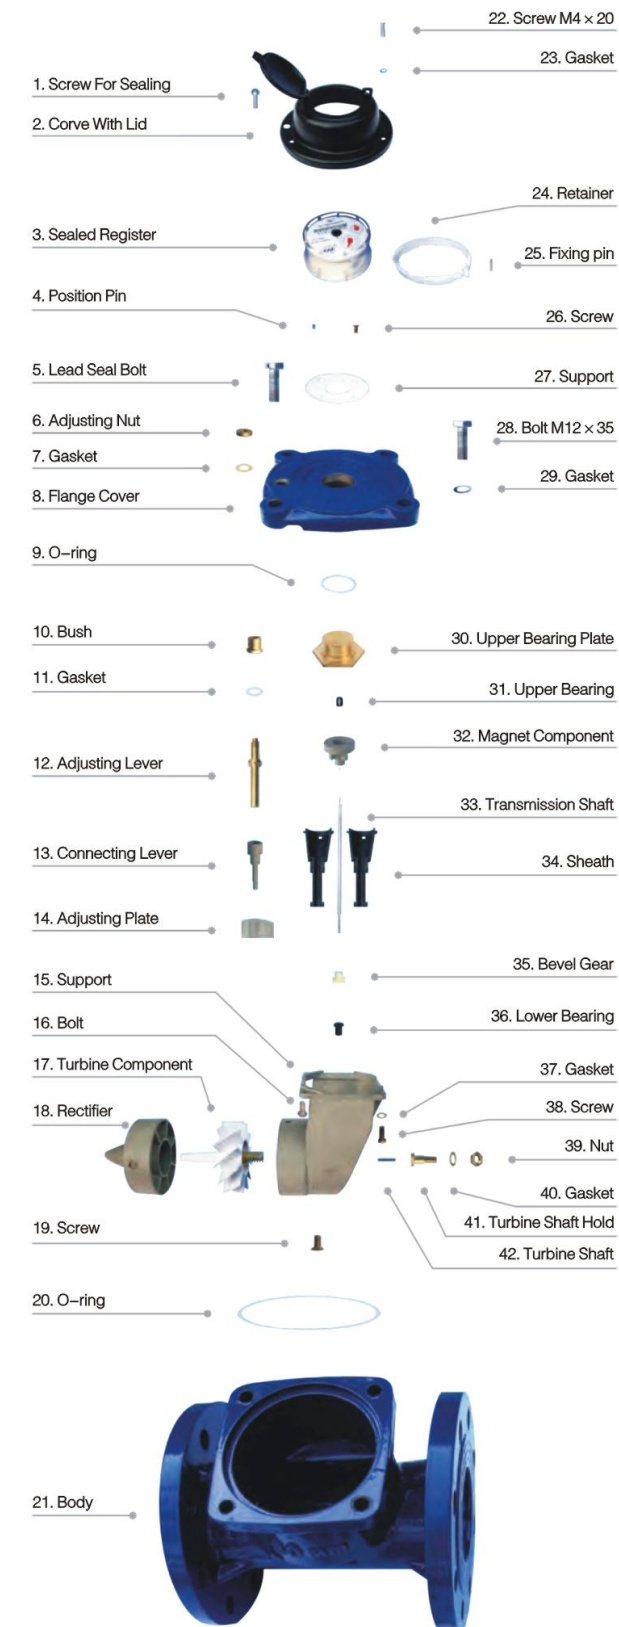 1. Screw For Sealing
2. Corve With Lid
3. Sealed Register
4. Position Pin
5. Lead Seal Bolt
6. Adjusting Nut
7. Gasket
8. Flange Cover
9. O-ring
10. Bush
11. Gasket
12. Adjusting Lever
13. Connecting Lever
14. Adjusting Plate
15. Support
16. Bolt
17. Turbine Component
18. Rectifier
19. Screw
20. O-ring
21. Body
22. Screw M4 × 20
23. Gasket
24. Retainer
25. Fixing pin
26. Screw
27. Support
28. Bolt M12 × 35
29. Gasket
30. Upper Bearing Plate
31. Upper Bearing
32. Magnet Component
33. Transmission Shaft
34. Sheath
35. Bevel Gear
36. Lower Bearing
37. Gasket
38. Screw
39. Nut
40. Gasket
41. Turbine Shaft Hold
42. Turbine Shaft